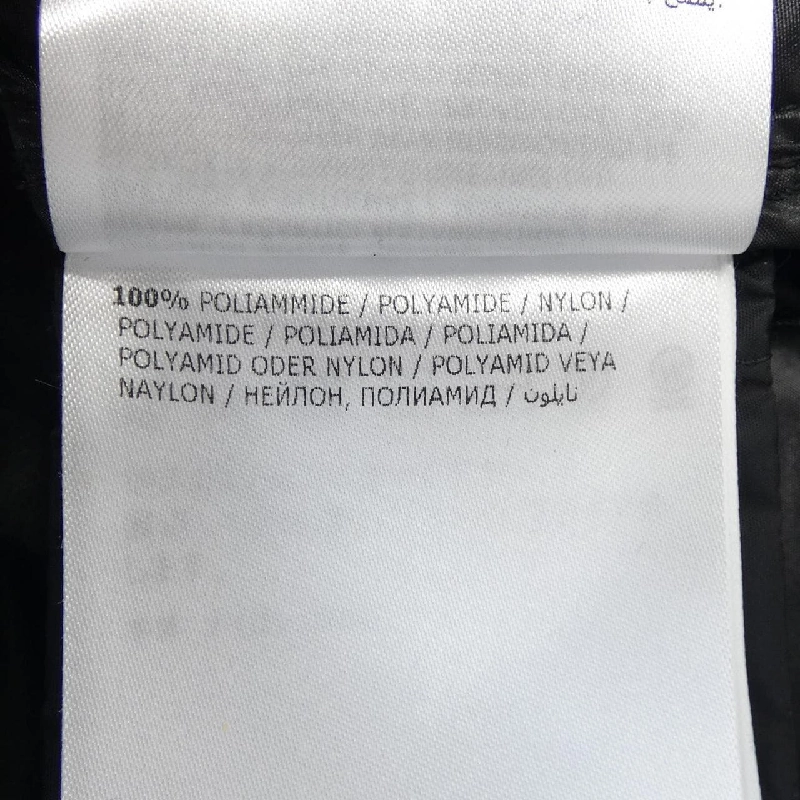 100% POLIAMMIDE / POLYAMIDE / NYLON /
POLYAMIDE / POLIAMIDA / POLIAMIDA /
POLYAMID ODER NYLON / POLYAMID VEYA
NAYLON / НЕЙЛОН, ПОЛИАМИД / نايلون